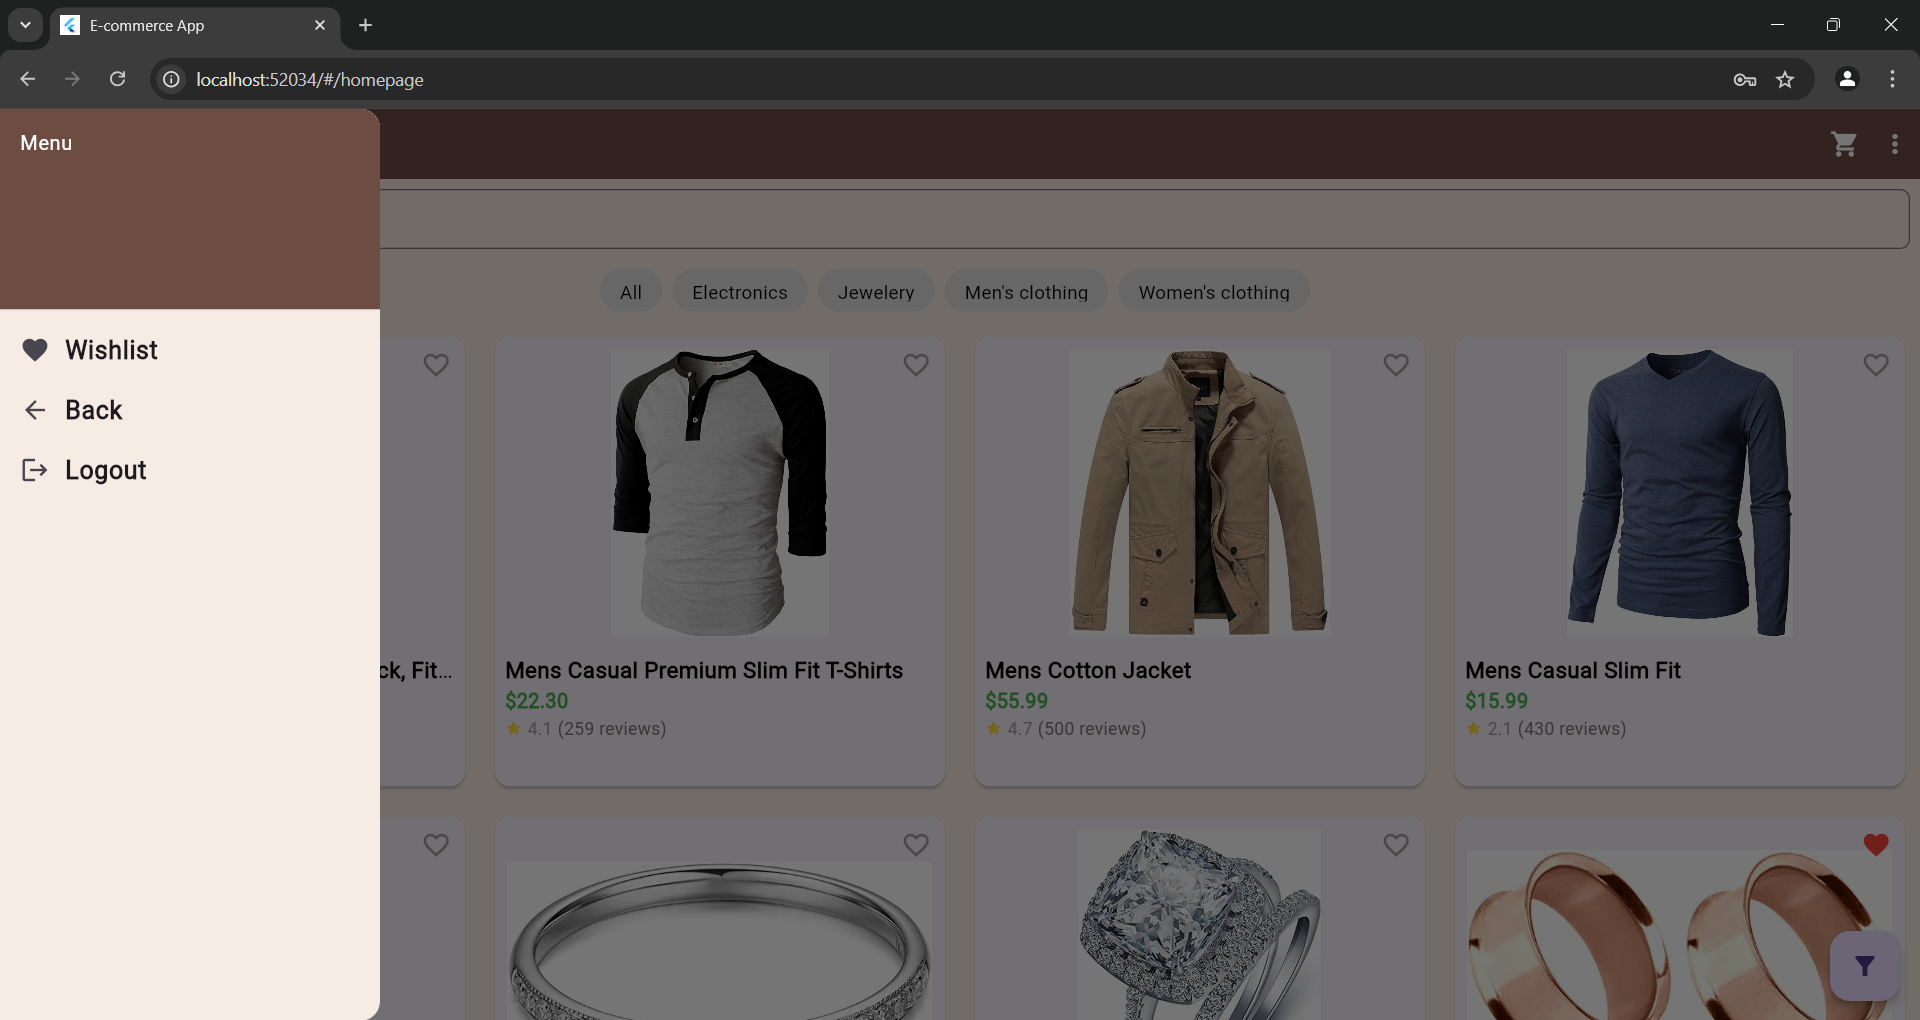 E-commerce App
localhost:52034/#/homepage
Menu
Wishlist
Back
Logout
All
Electronics
Jewelery
Men's clothing
Women's clothing
ck, Fit...
Mens Casual Premium Slim Fit T-Shirts
$22.30
4.1 (259 reviews)
Mens Cotton Jacket
$55.99
4.7 (500 reviews)
Mens Casual Slim Fit
$15.99
2.1 (430 reviews)